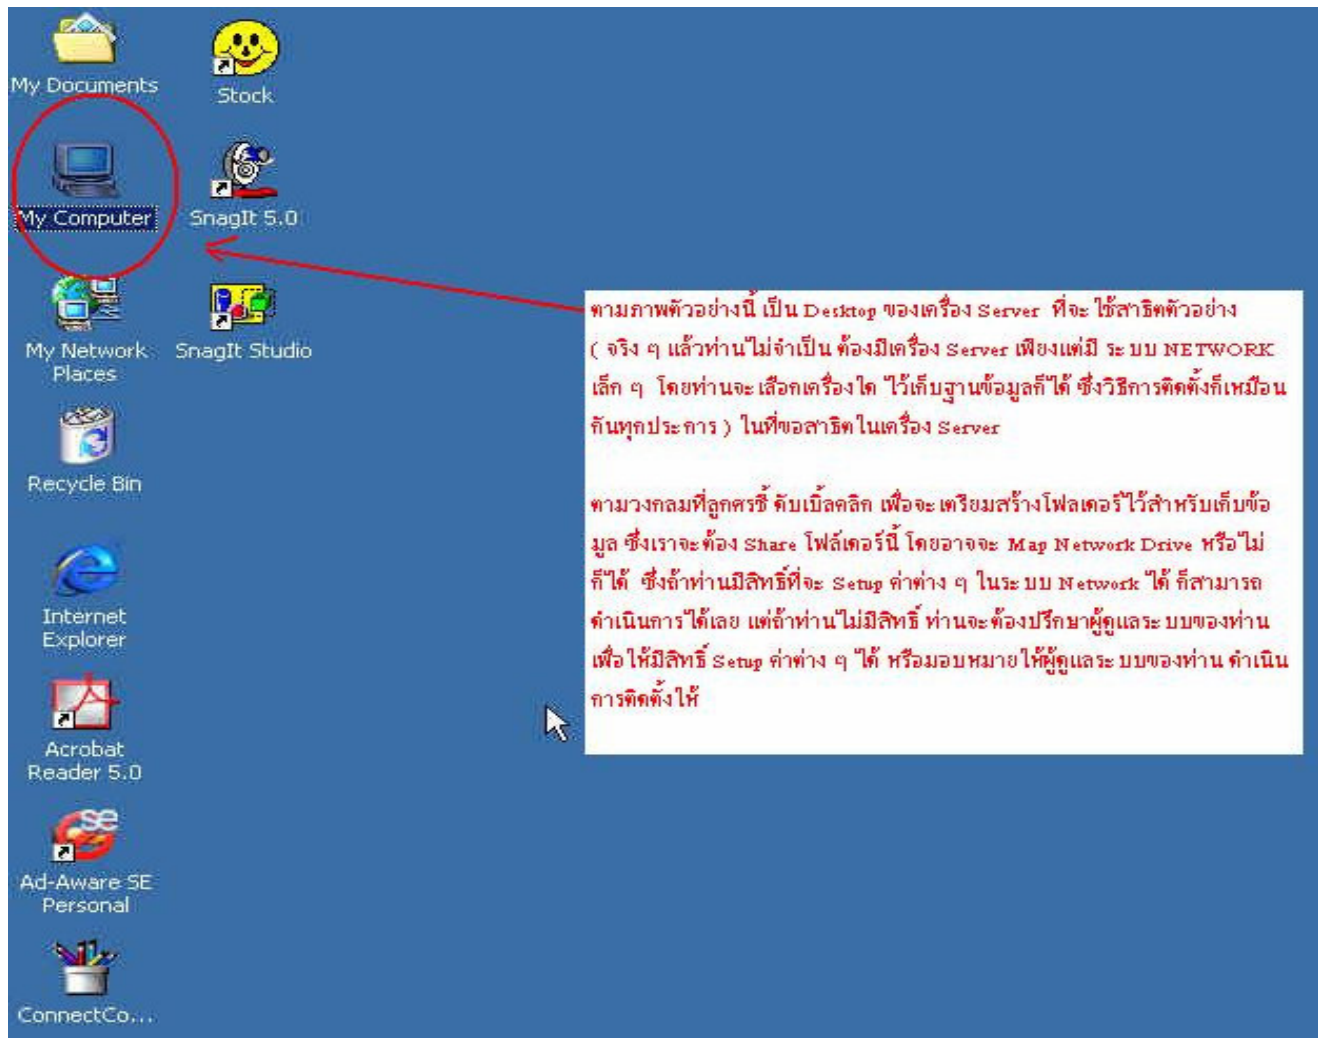 My Documents
Stock
My Computer
SnagIt 5.0
My Network
Places
SnagIt Studio
Recycle Bin
Internet
Explorer
Acrobat
Reader 5.0
Ad-Aware SE
Personal
ConnectCo...
ตามภาพตัวอย่างนี้ เป็น Desktop ของเครื่อง Server ที่จะ ใช้สาธิตตัวอย่าง
( จริง ๆ แล้วท่านไม่จำเป็น ต้องมีเครื่อง Server เพียงแต่มี ระบบ NETWORK
เล็ก ๆ โดยท่านจะเลือกเครื่องใด ไว้เก็บฐานข้อมูลก็ได้ ซึ่งวิธีการติดตั้งก็เหมือน
กันทุกประการ ) ในที่ขอสาธิตในเครื่อง Server
ตามวงกลมที่ลูกศรชี้ ดับเบิ้ลคลิก เพื่อจะเตรียมสร้างโฟลเดอร์ไว้สำหรับเก็บข้อ
มูล ซึ่งเราจะต้อง Share โฟล์เดอร์นี้ โดยอาจจะ Map Network Drive หรือไม่
ก็ได้ ซึ่งถ้าท่านมีสิทธิ์ที่จะ Setup ค่าต่าง ๆ ในระบบ Network ได้ ก็สามารถ
ดำเนินการได้เลย แต่ถ้าท่านไม่มีสิทธิ์ ท่านจะต้องปรึกษาผู้ดูแลระบบของท่าน
เพื่อให้มีสิทธิ์ Setup ค่าต่าง ๆ ได้ หรือมอบหมายให้ผู้ดูแลระบบของท่าน ดำเนิน
การติดตั้งให้